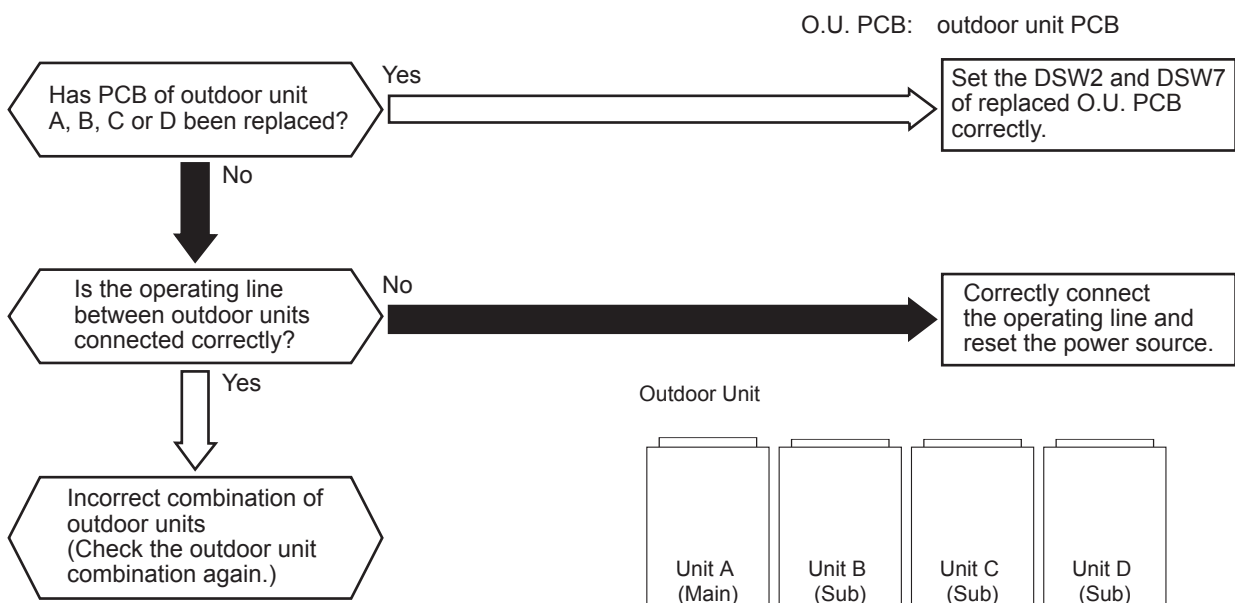 O.U. PCB: outdoor unit PCB
Has PCB of outdoor unit
A, B, C or D been replaced?
Yes
Set the DSW2 and DSW7
of replaced O.U. PCB
correctly.
No
Is the operating line
between outdoor units
connected correctly?
No
Correctly connect
the operating line and
reset the power source.
Yes
Incorrect combination of
outdoor units
(Check the outdoor unit
combination again.)
Outdoor Unit
Unit A
(Main)
Unit B
(Sub)
Unit C
(Sub)
Unit D
(Sub)